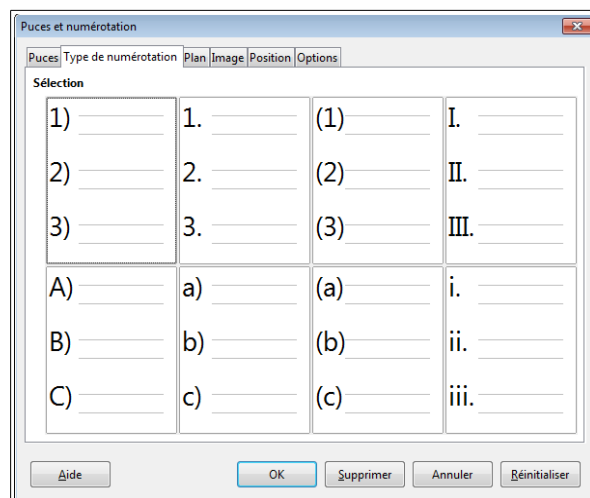 Puces et numérotation
Puces Type de numérotation Plan Image Position Options
Sélection
1) 1. (1) I.
2) 2. (2) II.
3) 3. (3) III.
A) a) (a) i.
B) b) (b) ii.
C) c) (c) iii.
Aide OK Supprimer Annuler Réinitialiser